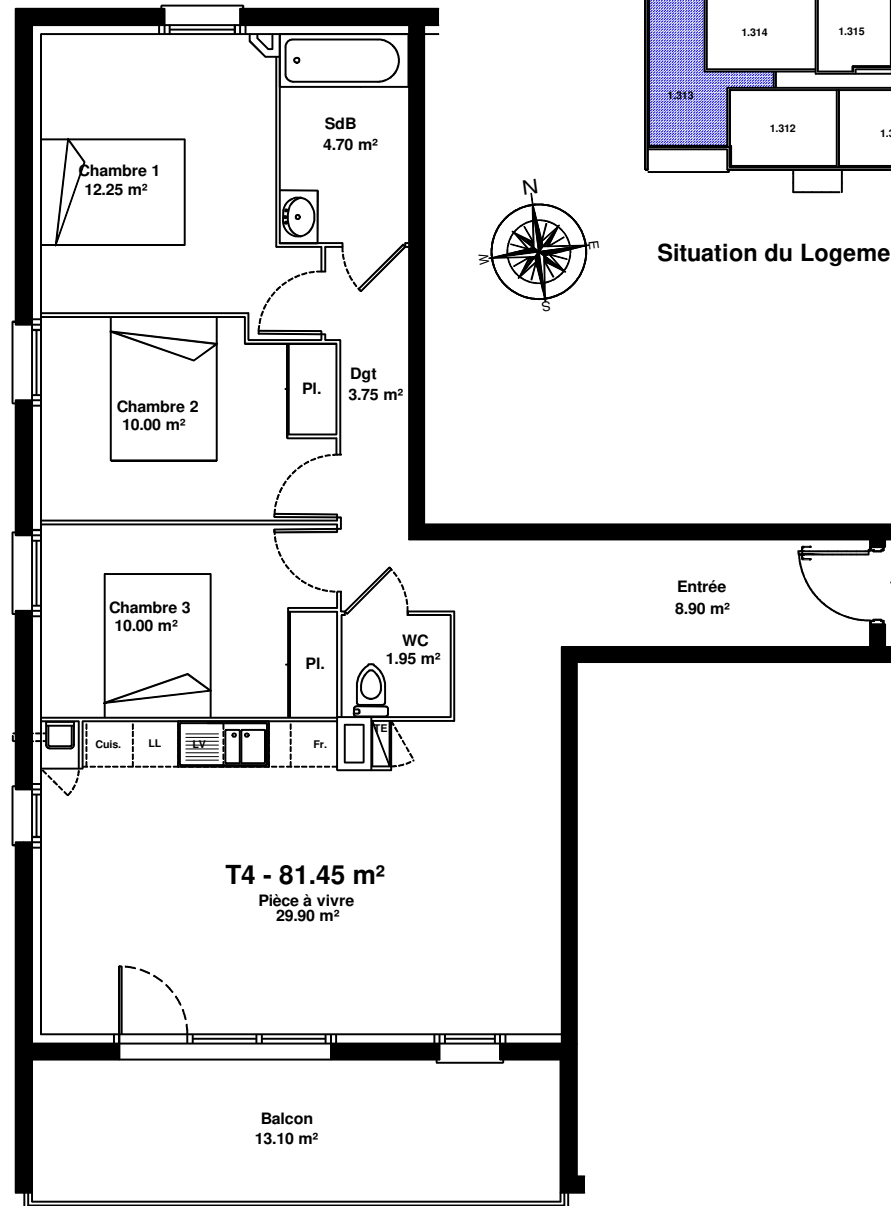 1.314
1.315
1.313
1.312
1.3
N
E
S
W
Situation du Logeme
SdB
4.70 m²
Chambre 1
12.25 m²
Dgt
3.75 m²
Pl.
Chambre 2
10.00 m²
Chambre 3
10.00 m²
Pl.
WC
1.95 m²
Entrée
8.90 m²
TE
Cuis.
LL
LV
Fr.
T4 - 81.45 m²
Pièce à vivre
29.90 m²
Balcon
13.10 m²